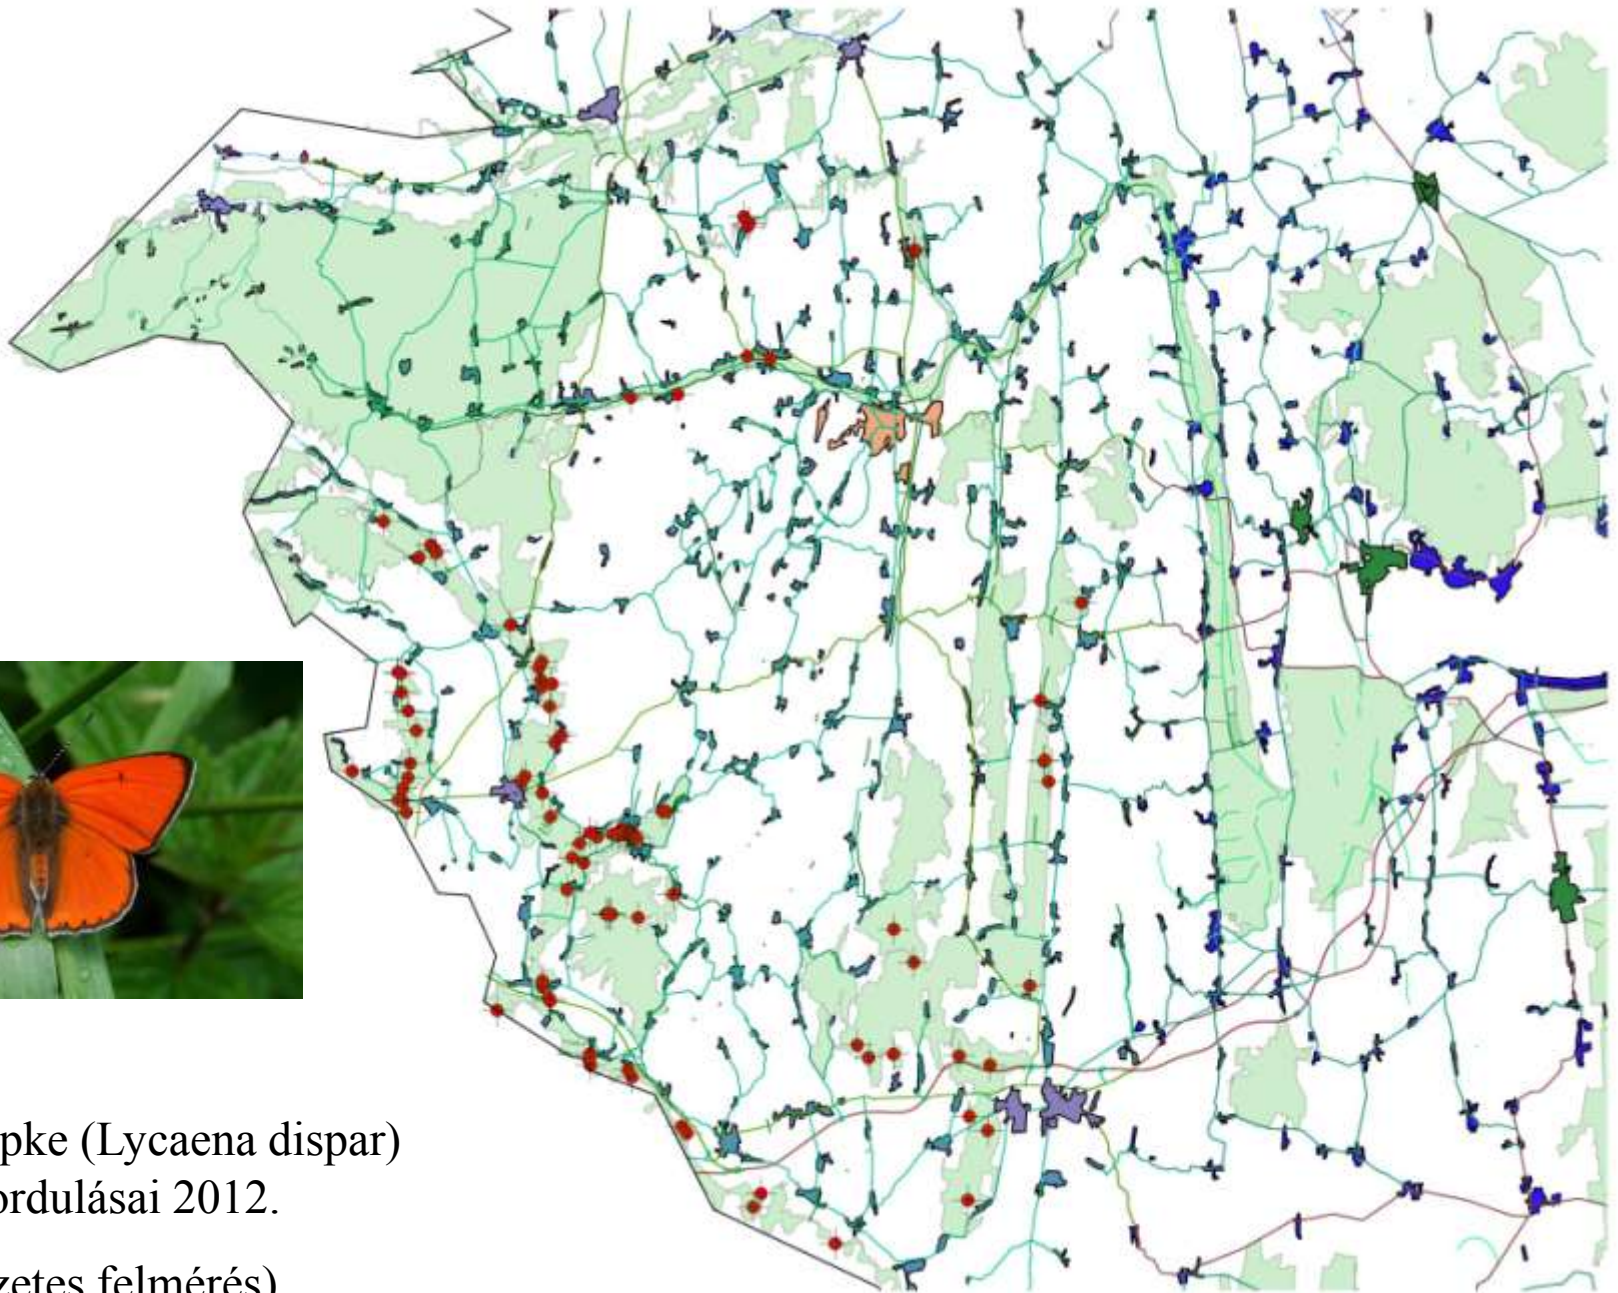 pke (Lycaena dispar)
ordulásai 2012.
zetes felmérés)